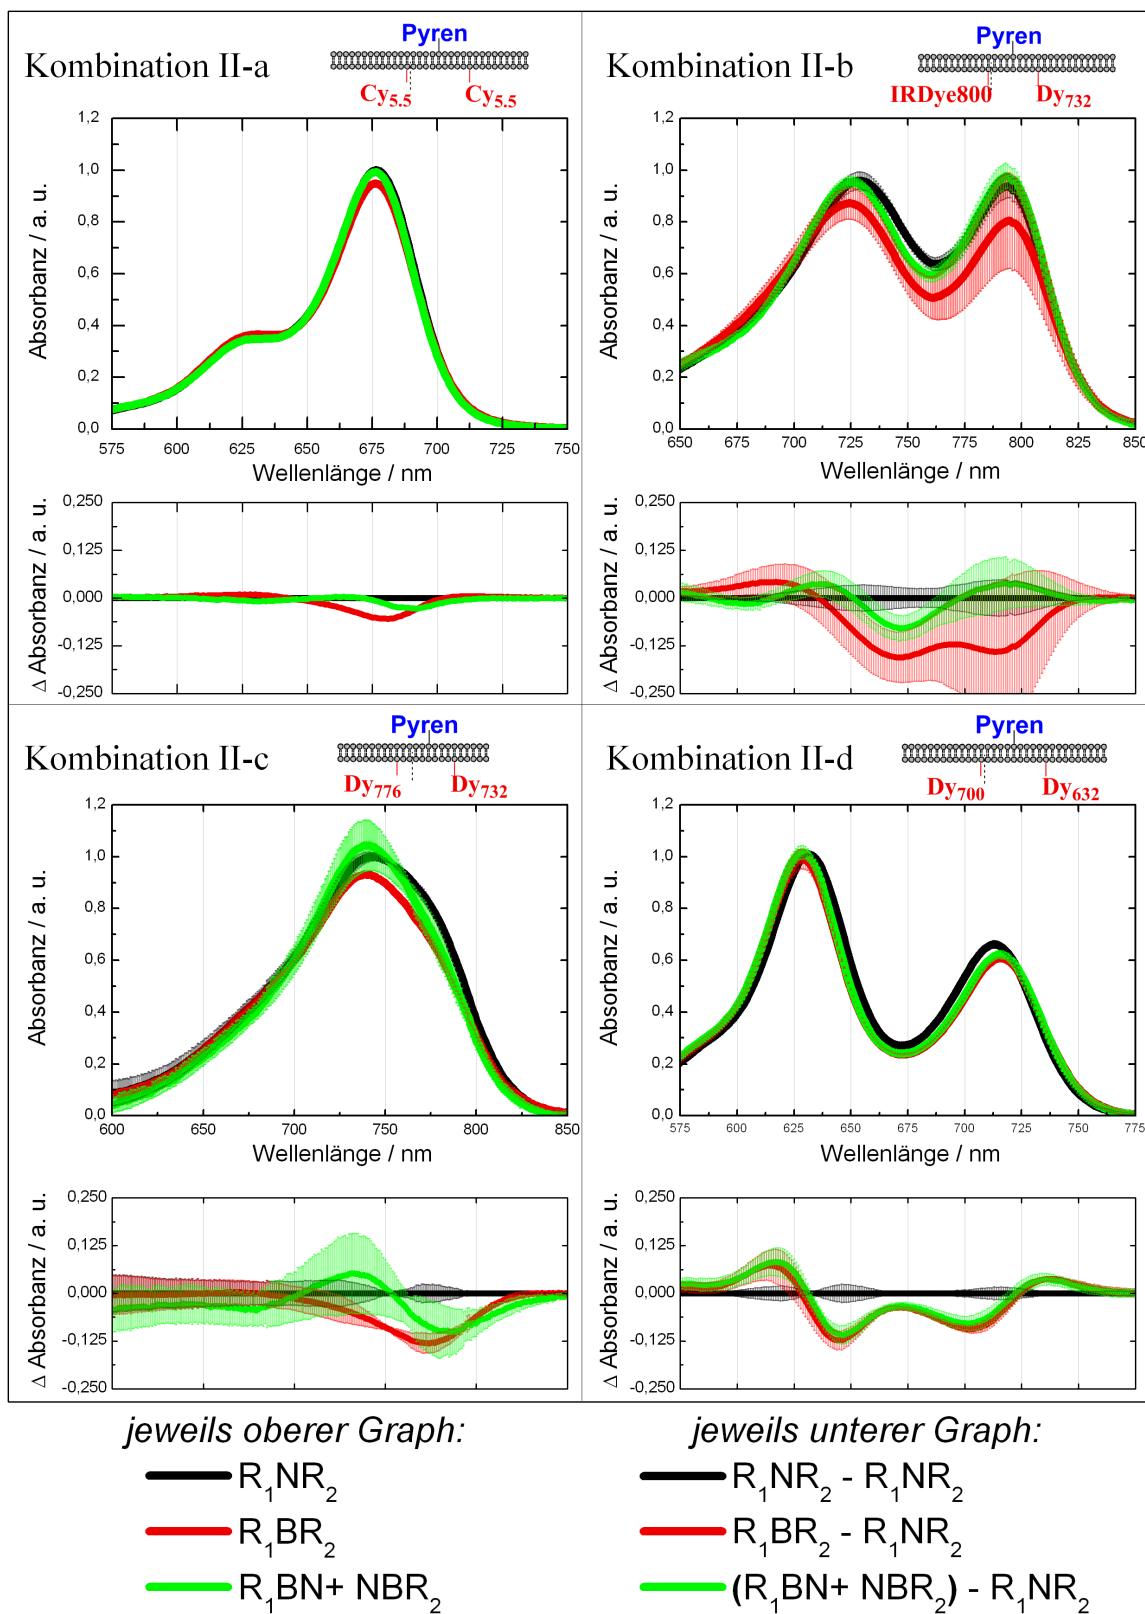 Kombination II-a
Pyren
Cy5.5 Cy5.5
1,2
1,0
0,8
0,6
0,4
0,2
0,0
Absorbanz / a. u.
575 600 625 650 675 700 725 750
Wellenlänge / nm
0,250
0,125
0,000
-0,125
-0,250
Δ Absorbanz / a. u.
Kombination II-b
Pyren
IRDye800 Dy732
1,2
1,0
0,8
0,6
0,4
0,2
0,0
Absorbanz / a. u.
650 675 700 725 750 775 800 825 850
Wellenlänge / nm
0,250
0,125
0,000
-0,125
-0,250
Δ Absorbanz / a. u.
575 600 625 650 675 700 725 750 775
Kombination II-c
Pyren
Dy776 Dy732
1,2
1,0
0,8
0,6
0,4
0,2
0,0
Absorbanz / a. u.
600 650 700 750 800 850
Wellenlänge / nm
0,250
0,125
0,000
-0,125
-0,250
Δ Absorbanz / a. u.
Kombination II-d
Pyren
Dy700 Dy632
1,2
1,0
0,8
0,6
0,4
0,2
0,0
Absorbanz / a. u.
575 600 625 650 675 700 725 750 775
Wellenlänge / nm
0,250
0,125
0,000
-0,125
-0,250
Δ Absorbanz / a. u.
jeweils oberer Graph:
R1NR2
R1BR2
R1BN+ NBR2
jeweils unterer Graph:
R1NR2 - R1NR2
R1BR2 - R1NR2
(R1BN+ NBR2) - R1NR2